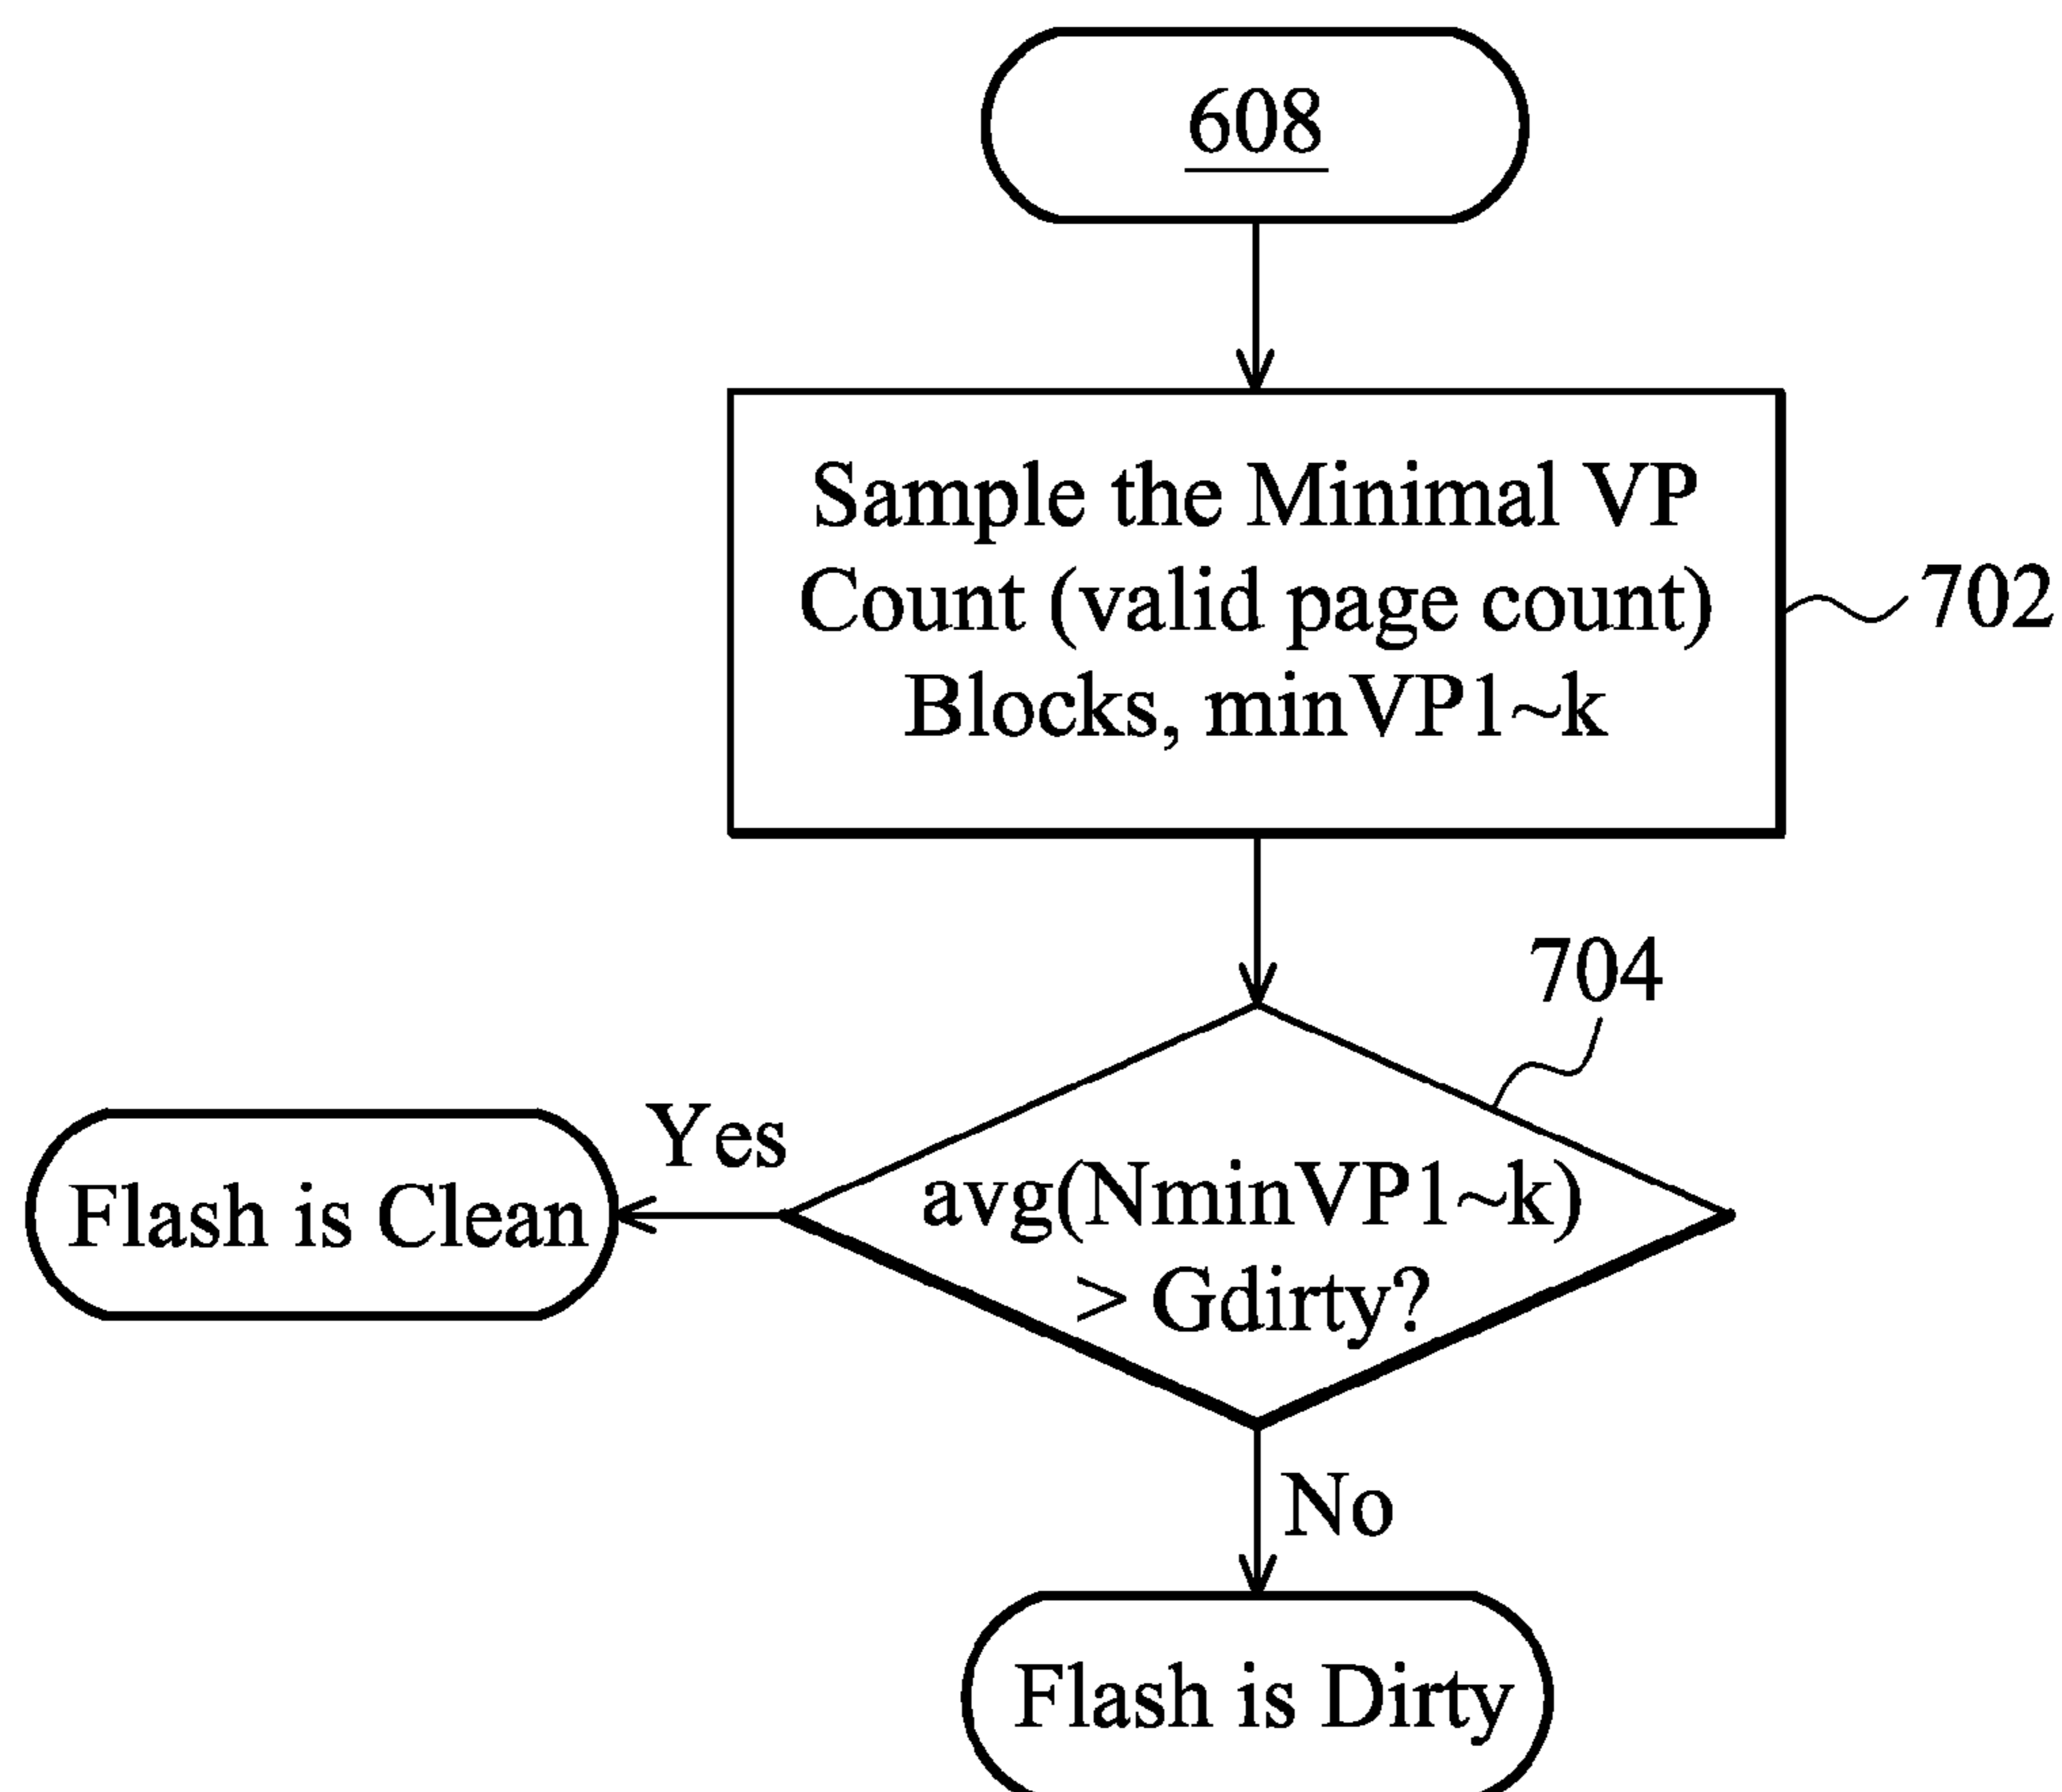 608
Sample the Minimal VP
Count (valid page count)
Blocks, minVP1~k
702
704
avg(NminVP1~k)
> Gdirty?
Yes
Flash is Clean
No
Flash is Dirty